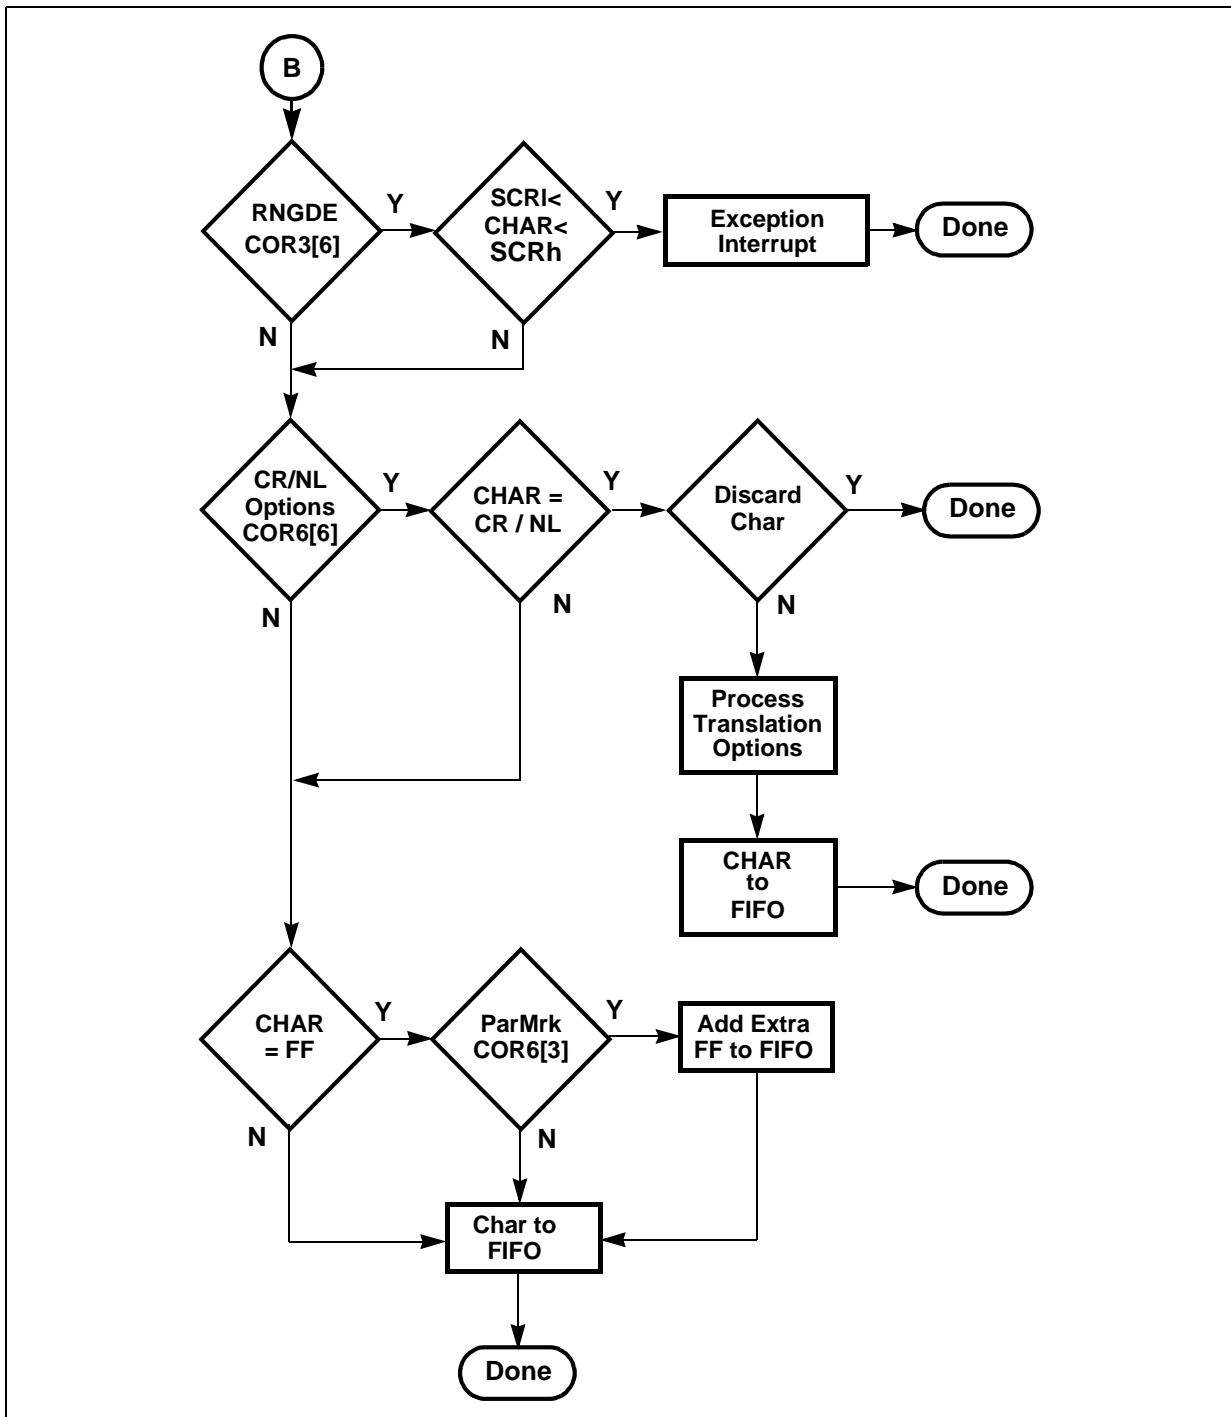 B
RNGDE
COR3[6]
Y
SCRl<
CHAR<
SCRh
Y
Exception
Interrupt
Done
N
N
CR/NL
Options
COR6[6]
Y
CHAR =
CR / NL
Y
Discard
Char
Y
Done
N
N
N
Process
Translation
Options
CHAR
to
FIFO
Done
CHAR
= FF
Y
ParMrk
COR6[3]
Y
Add Extra
FF to FIFO
N
N
Char to
FIFO
Done